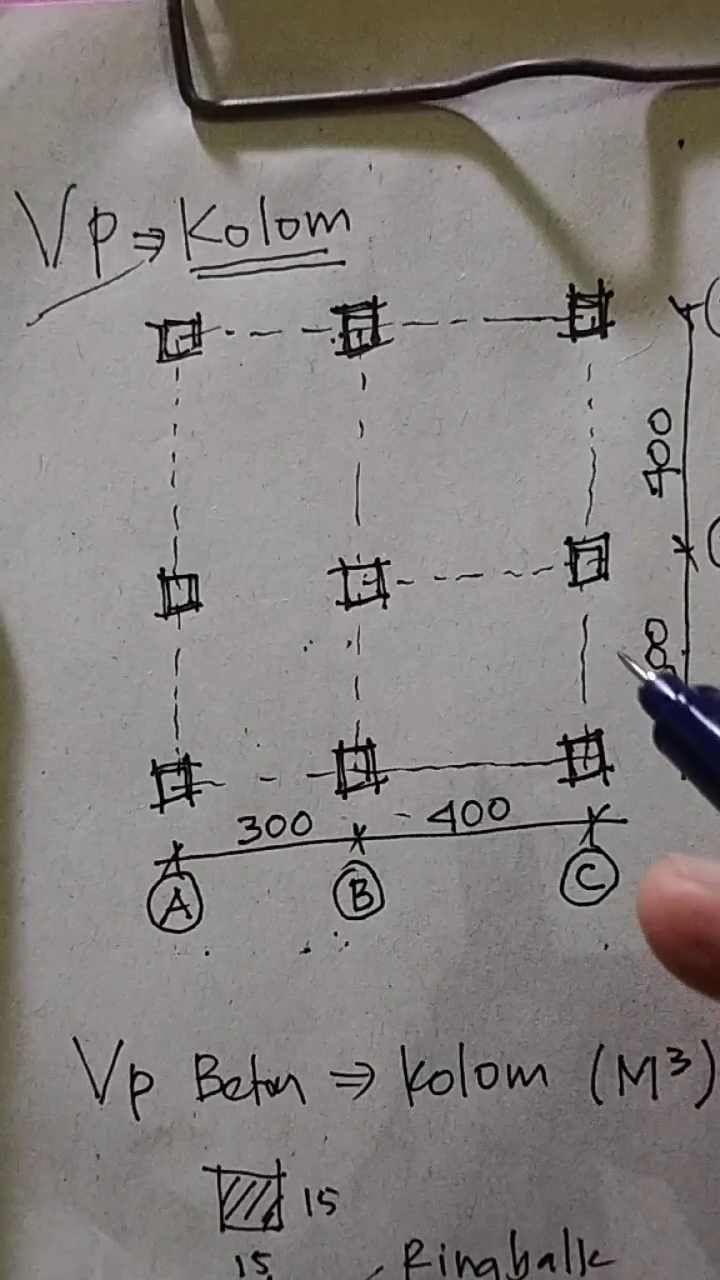 Vp ⇒ Kolom
400
300 400
A B C
Vp Beton ⇒ Kolom (M³)
15
15
Ringbalk